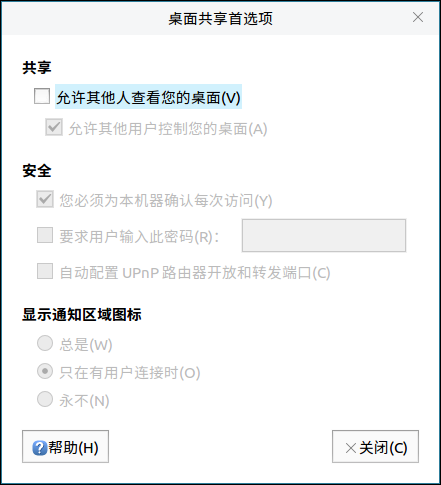 桌面共享首选项
共享
允许其他人查看您的桌面(V)
允许其他用户控制您的桌面(A)
安全
您必须为本机器确认每次访问(Y)
要求用户输入此密码(R)：
自动配置 UPnP 路由器开放和转发端口(C)
显示通知区域图标
总是(W)
只在有用户连接时(O)
永不(N)
帮助(H)
关闭(C)